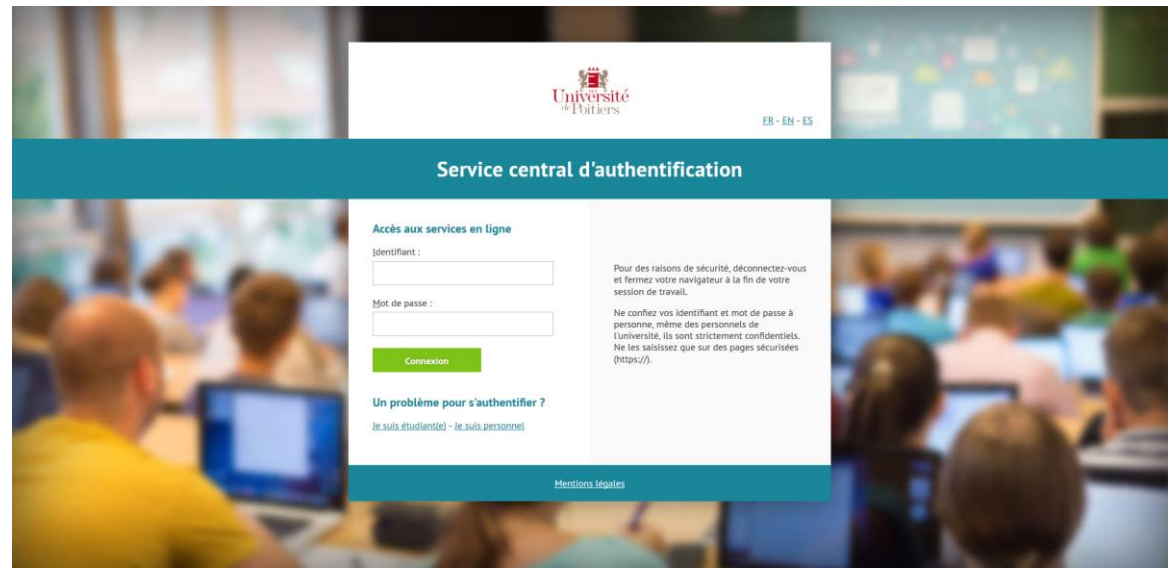 Université
de Poitiers
FR - EN - ES
Service central d'authentification
Accès aux services en ligne
Identifiant :
Mot de passe :
Connexion
Un problème pour s'authentifier ?
Je suis étudiant(e) - Je suis personnel
Pour des raisons de sécurité, déconnectez-vous
et fermez votre navigateur à la fin de votre
session de travail.
Ne confiez vos identifiant et mot de passe à
personne, même des personnels de
l'université, ils sont strictement confidentiels.
Ne les saisissez que sur des pages sécurisées
(https://).
Mentions légales